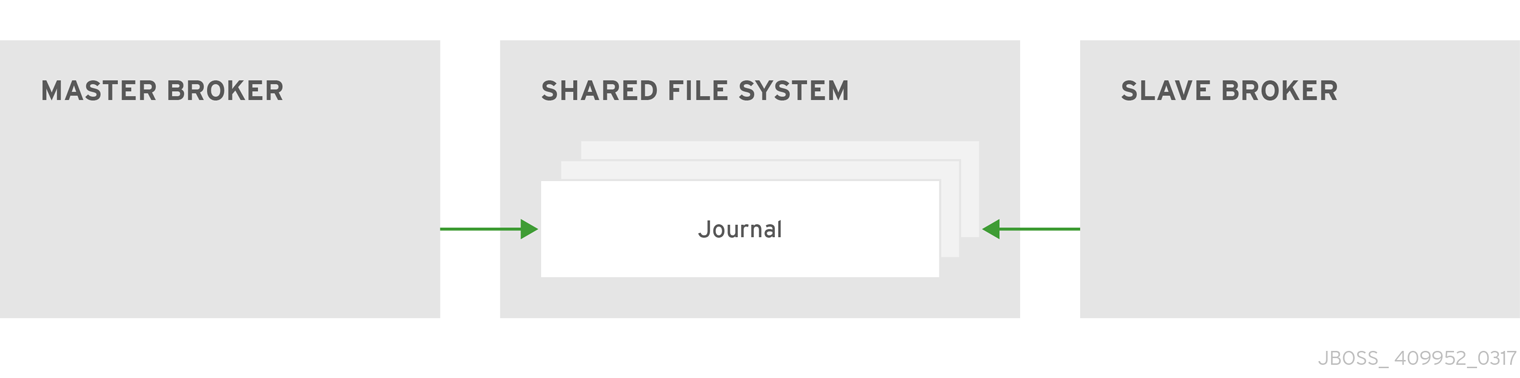 MASTER BROKER
SHARED FILE SYSTEM
SLAVE BROKER
Journal
JBOSS_ 409952_0317